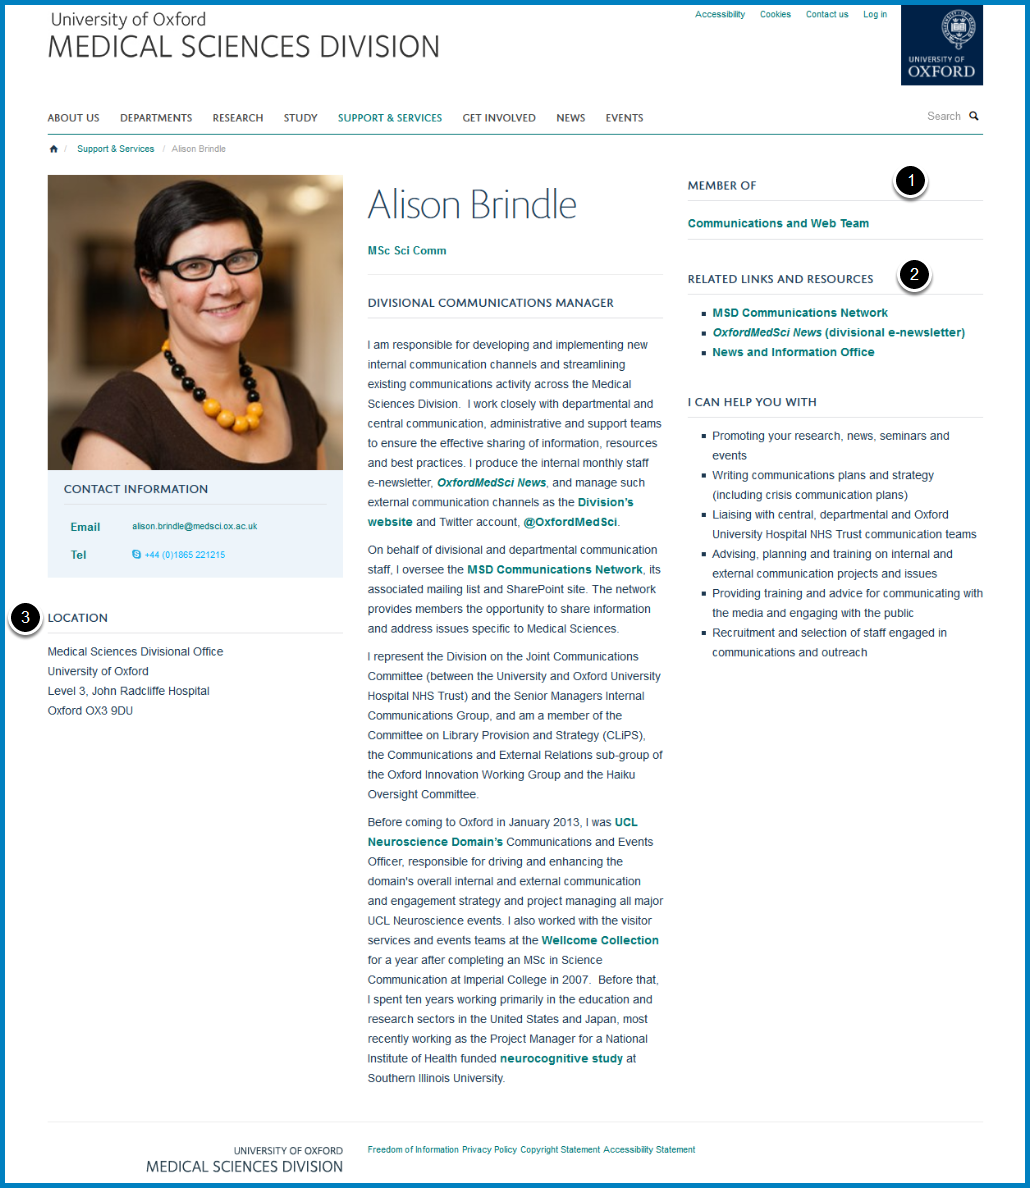 University of Oxford
MEDICAL SCIENCES DIVISION
Accessibility Cookies Contact us Log in
UNIVERSITY OF
OXFORD
ABOUT US DEPARTMENTS RESEARCH STUDY SUPPORT & SERVICES GET INVOLVED NEWS EVENTS
Search
/ Support & Services / Alison Brindle
CONTACT INFORMATION
Email alison.brindle@medsci.ox.ac.uk
Tel +44 (0)1865 221215
3
LOCATION
Medical Sciences Divisional Office
University of Oxford
Level 3, John Radcliffe Hospital
Oxford OX3 9DU
Alison Brindle
MSc Sci Comm
DIVISIONAL COMMUNICATIONS MANAGER
I am responsible for developing and implementing new
internal communication channels and streamlining
existing communications activity across the Medical
Sciences Division. I work closely with departmental and
central communication, administrative and support teams
to ensure the effective sharing of information, resources
and best practices. I produce the internal monthly staff
e-newsletter, OxfordMedSci News, and manage such
external communication channels as the Division's
website and Twitter account, @OxfordMedSci.
On behalf of divisional and departmental communication
staff, I oversee the MSD Communications Network, its
associated mailing list and SharePoint site. The network
provides members the opportunity to share information
and address issues specific to Medical Sciences.
I represent the Division on the Joint Communications
Committee (between the University and Oxford University
Hospital NHS Trust) and the Senior Managers Internal
Communications Group, and am a member of the
Committee on Library Provision and Strategy (CLiPS),
the Communications and External Relations sub-group of
the Oxford Innovation Working Group and the Haiku
Oversight Committee.
Before coming to Oxford in January 2013, I was UCL
Neuroscience Domain's Communications and Events
Officer, responsible for driving and enhancing the
domain's overall internal and external communication
and engagement strategy and project managing all major
UCL Neuroscience events. I also worked with the visitor
services and events teams at the Wellcome Collection
for a year after completing an MSc in Science
Communication at Imperial College in 2007. Before that,
I spent ten years working primarily in the education and
research sectors in the United States and Japan, most
recently working as the Project Manager for a National
Institute of Health funded neurocognitive study at
Southern Illinois University.
MEMBER OF
1
Communications and Web Team
RELATED LINKS AND RESOURCES
2
MSD Communications Network
OxfordMedSci News (divisional e-newsletter)
News and Information Office
I CAN HELP YOU WITH
Promoting your research, news, seminars and
events
Writing communications plans and strategy
(including crisis communication plans)
Liaising with central, departmental and Oxford
University Hospital NHS Trust communication teams
Advising, planning and training on internal and
external communication projects and issues
Providing training and advice for communicating with
the media and engaging with the public
Recruitment and selection of staff engaged in
communications and outreach
UNIVERSITY OF OXFORD
MEDICAL SCIENCES DIVISION
Freedom of Information Privacy Policy Copyright Statement Accessibility Statement